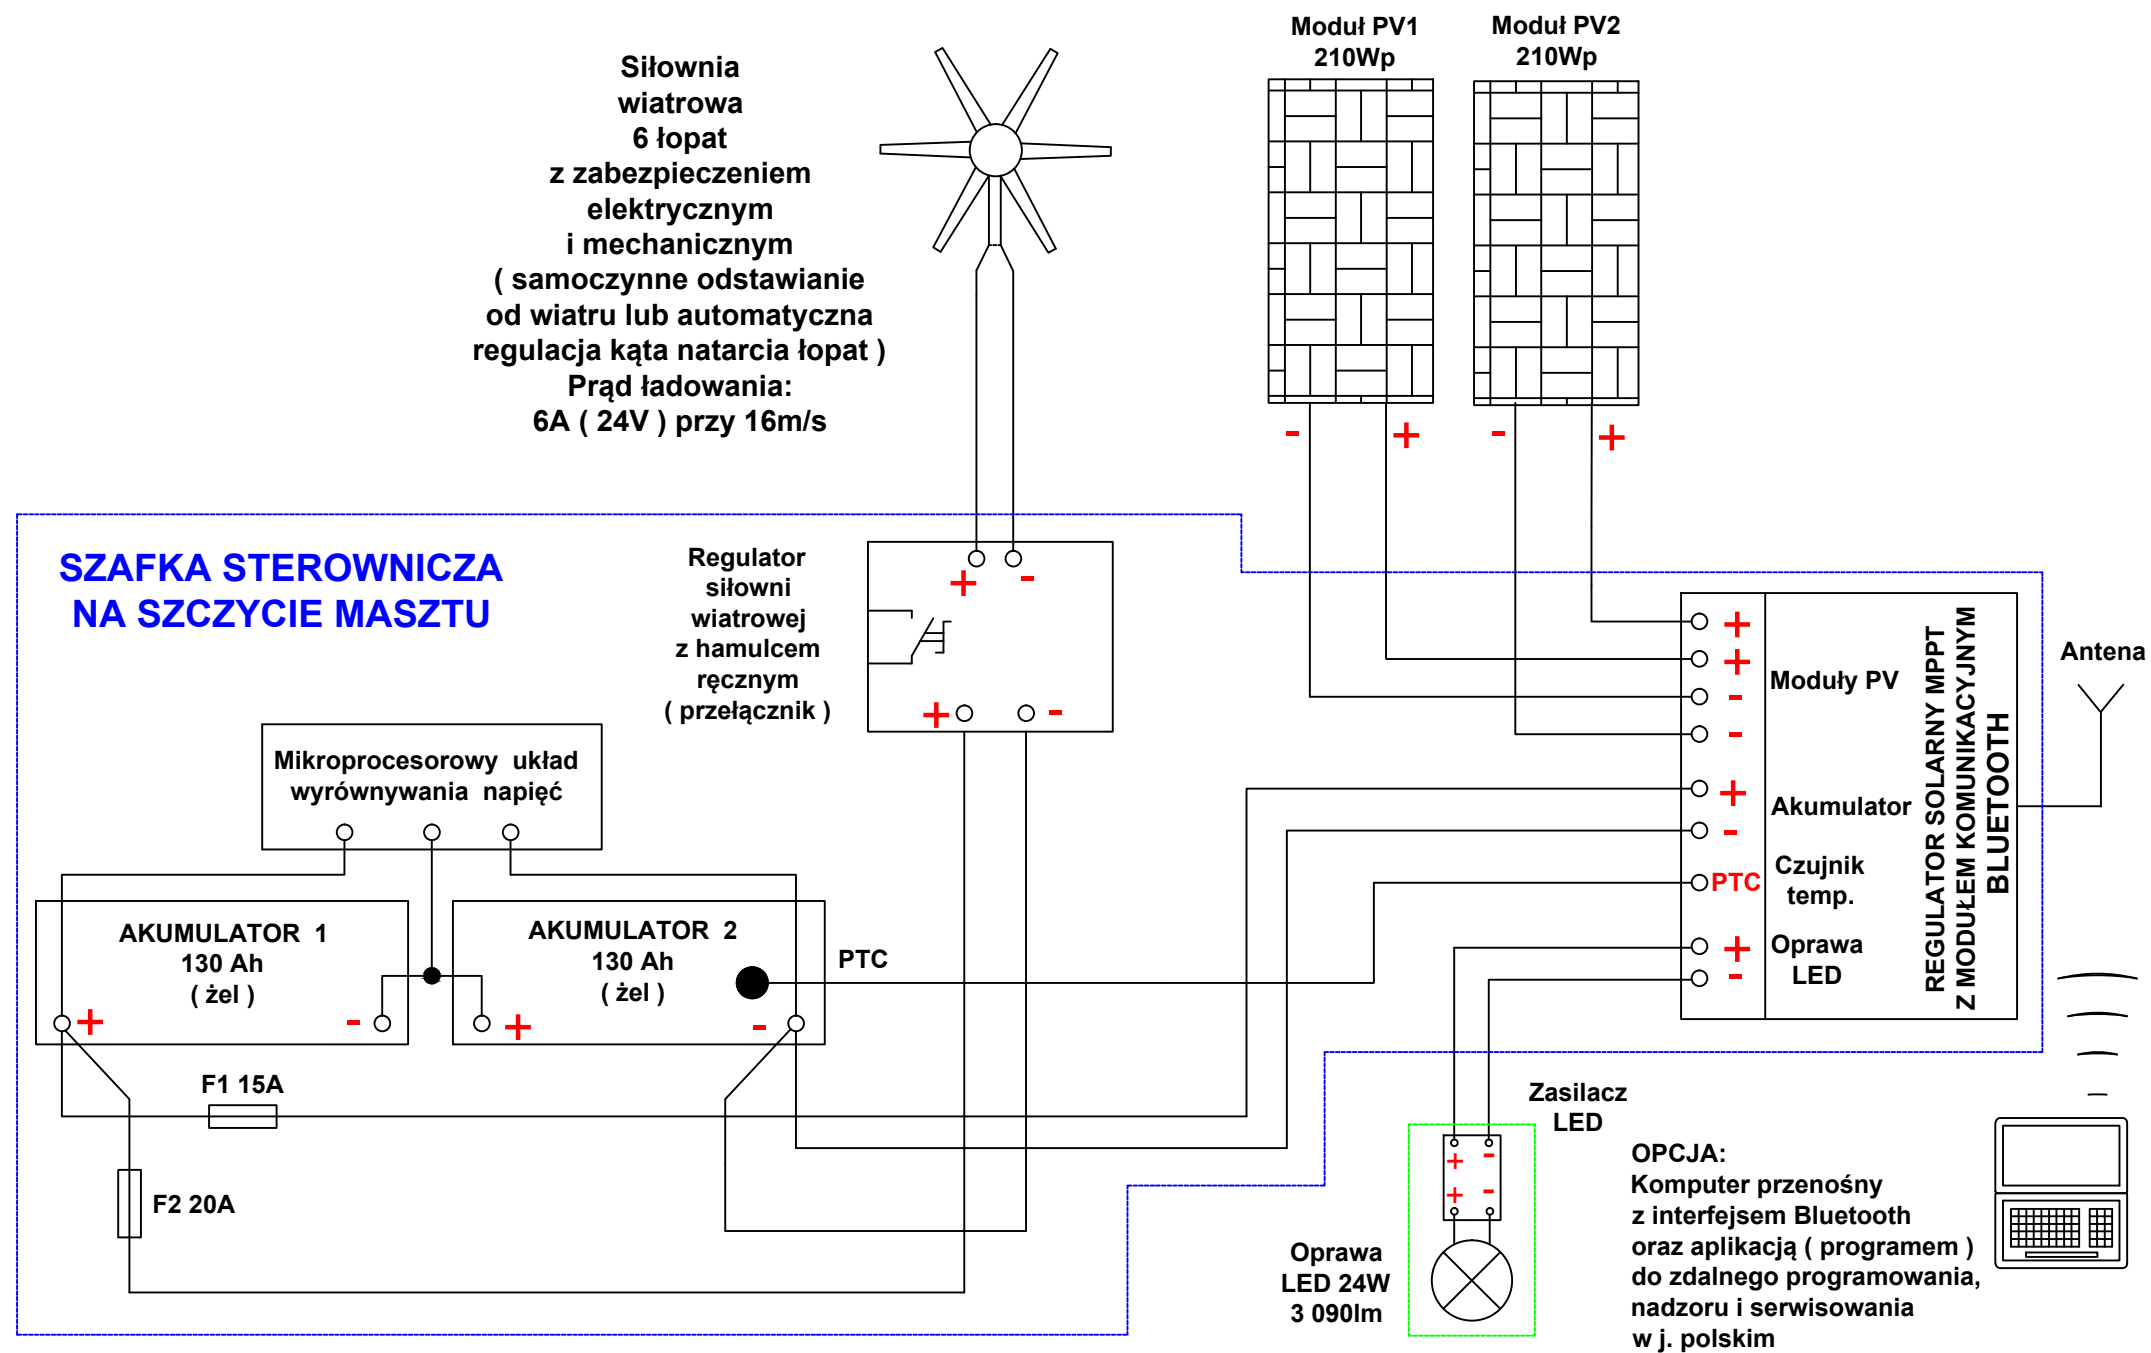 Siłownia
wiatrowa
6 łopat
z zabezpieczeniem
elektrycznym
i mechanicznym
( samoczynne odstawianie
od wiatru lub automatyczna
regulacja kąta natarcia łopat )
Prąd ładowania:
6A ( 24V ) przy 16m/s
Moduł PV1
210Wp
Moduł PV2
210Wp
- +
- +
SZAFKA STEROWNICZA
NA SZCZYCIE MASZTU
Regulator
siłowni
wiatrowej
z hamulcem
ręcznym
( przełącznik )
+ -
+ -
Mikroprocesorowy układ
wyrównywania napięć
AKUMULATOR 1
130 Ah
( żel )
+ -
AKUMULATOR 2
130 Ah
( żel )
+ -
PTC
F1 15A
F2 20A
+
+
-
-
Moduły PV
+
-
Akumulator
PTC
Czujnik
temp.
+
-
Oprawa
LED
REGULATOR SOLARNY MPPT
Z MODUŁEM KOMUNIKACYJNYM
BLUETOOTH
Antena
Zasilacz
LED
+ -
+ -
Oprawa
LED 24W
3 090lm
OPCJA:
Komputer przenośny
z interfejsem Bluetooth
oraz aplikacją ( programem )
do zdalnego programowania,
nadzoru i serwisowania
w j. polskim